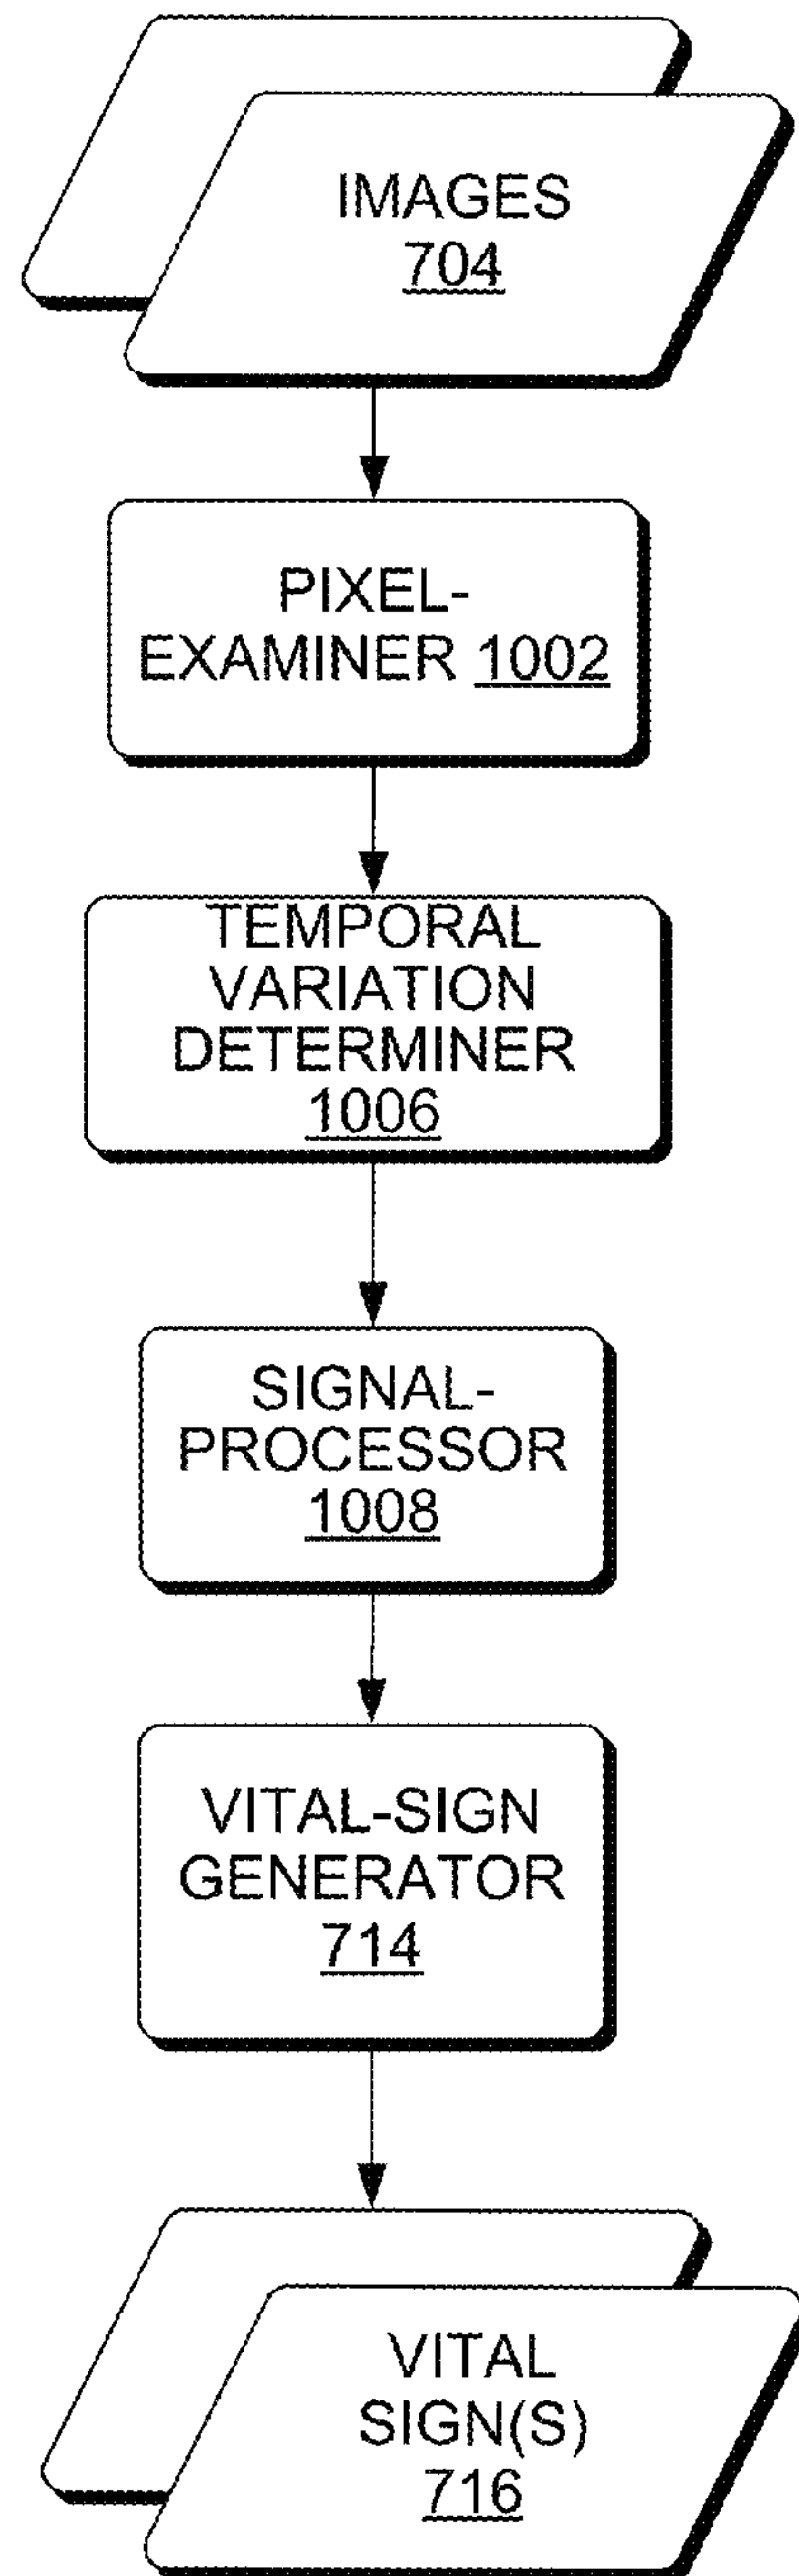 IMAGES
704
PIXEL-
EXAMINER 1002
TEMPORAL
VARIATION
DETERMINER
1006
SIGNAL-
PROCESSOR
1008
VITAL-SIGN
GENERATOR
714
VITAL
SIGN(S)
716